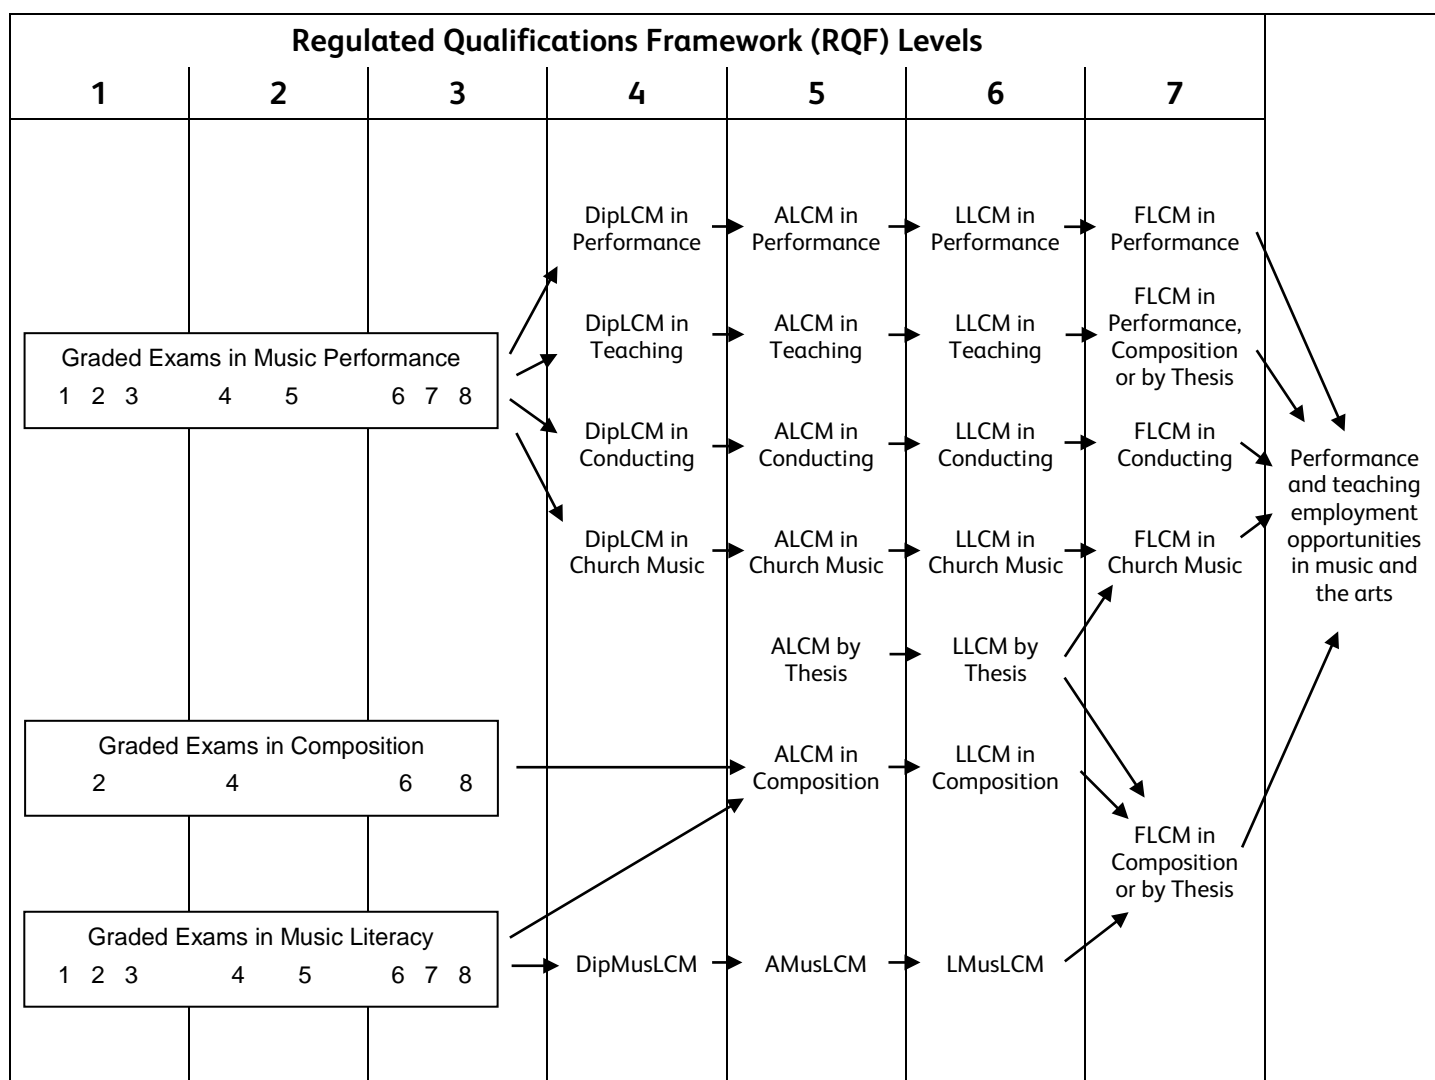 Regulated Qualifications Framework (RQF) Levels
1 2 3 4 5 6 7
DipLCM in
Performance
ALCM in
Performance
LLCM in
Performance
FLCM in
Performance
DipLCM in
Teaching
ALCM in
Teaching
LLCM in
Teaching
FLCM in
Performance,
Composition
or by Thesis
Graded Exams in Music Performance
1 2 3 4 5 6 7 8
DipLCM in
Conducting
ALCM in
Conducting
LLCM in
Conducting
FLCM in
Conducting
DipLCM in
Church Music
ALCM in
Church Music
LLCM in
Church Music
FLCM in
Church Music
Performance
and teaching
employment
opportunities
in music and
the arts
ALCM by
Thesis
LLCM by
Thesis
Graded Exams in Composition
2 4 6 8
ALCM in
Composition
LLCM in
Composition
FLCM in
Composition
or by Thesis
Graded Exams in Music Literacy
1 2 3 4 5 6 7 8
DipMusLCM
AMusLCM
LMusLCM